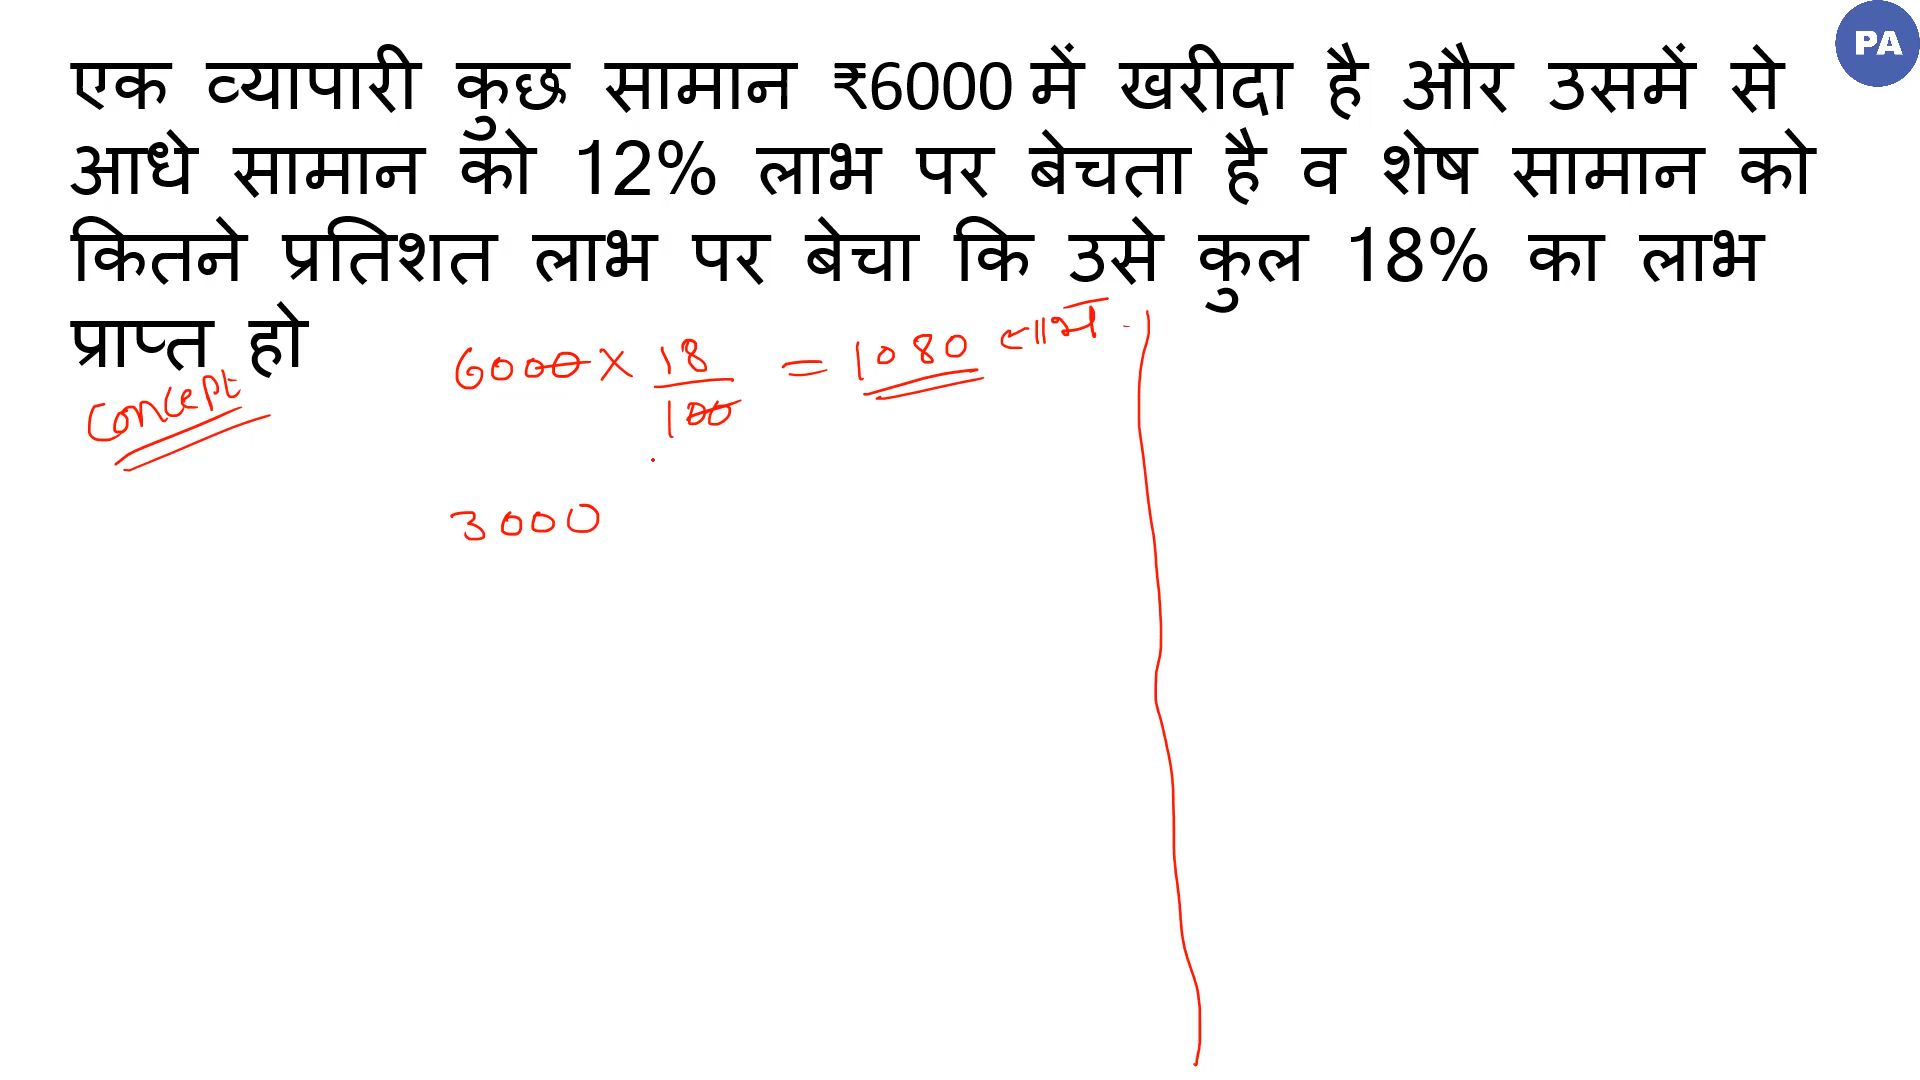 PA
एक व्यापारी कुछ सामान ₹6000 में खरीदा है और उसमें से
आधे सामान को 12% लाभ पर बेचता है व शेष सामान को
कितने प्रतिशत लाभ पर बेचा कि उसे कुल 18% का लाभ
प्राप्त हो
concept
6000 × 18/100 = 1080 लाभ
3000